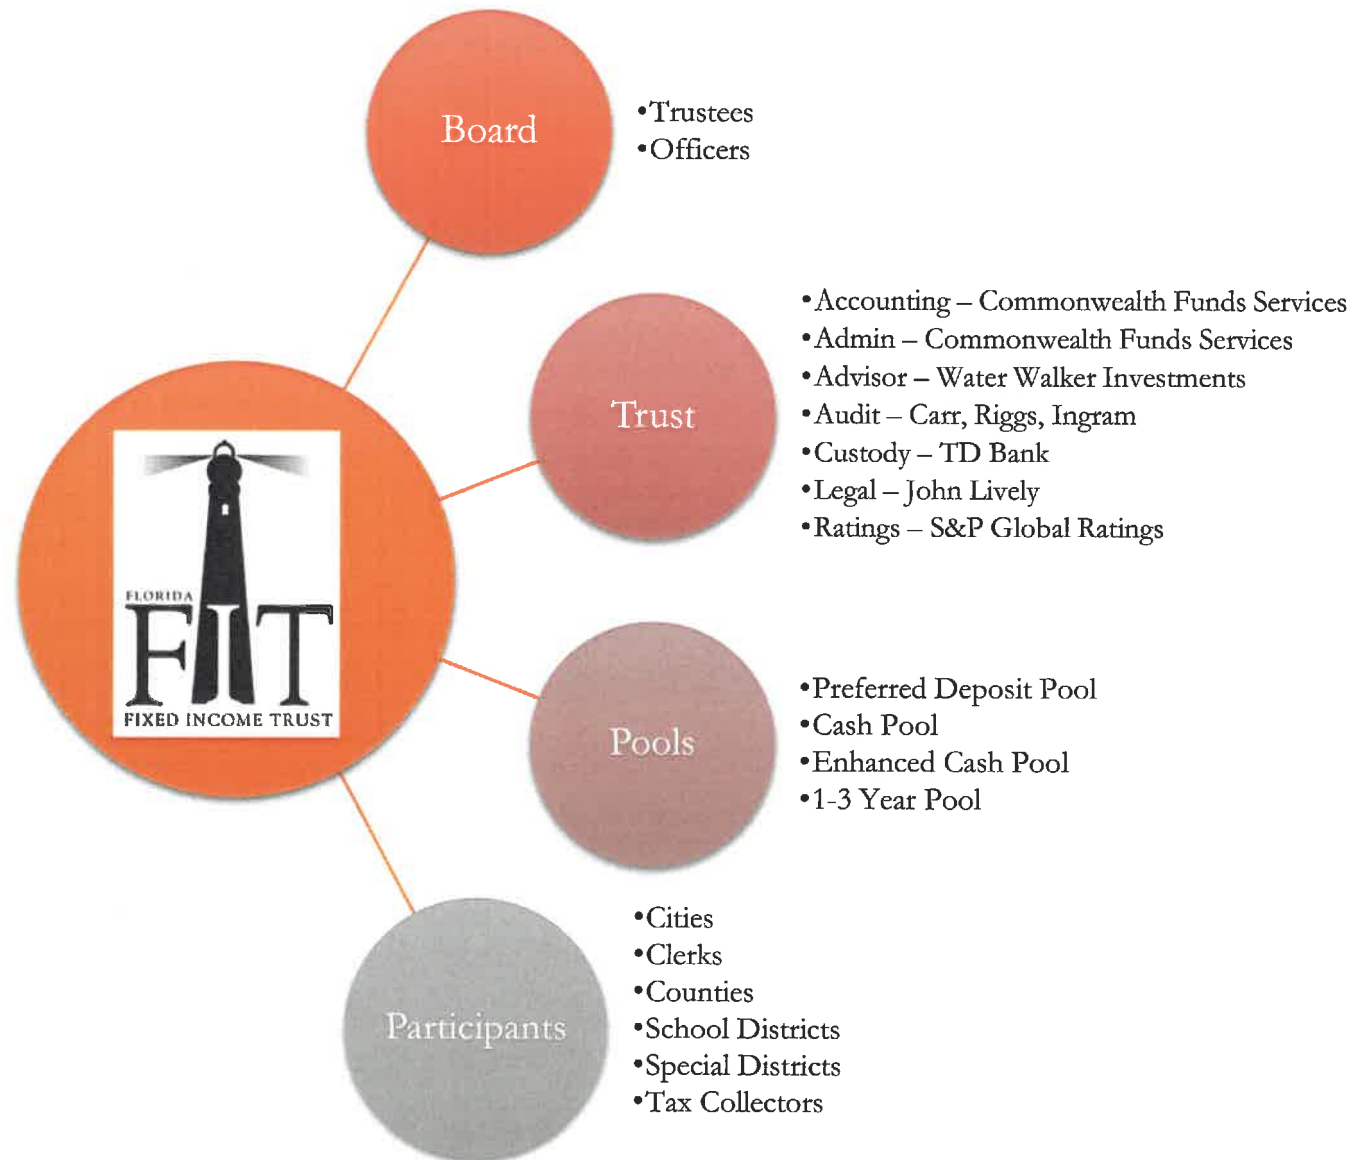 Board
•Trustees
•Officers
Trust
•Accounting – Commonwealth Funds Services
•Admin – Commonwealth Funds Services
•Advisor – Water Walker Investments
•Audit – Carr, Riggs, Ingram
•Custody – TD Bank
•Legal – John Lively
•Ratings – S&P Global Ratings
FLORIDA
FIT
FIXED INCOME TRUST
Pools
•Preferred Deposit Pool
•Cash Pool
•Enhanced Cash Pool
•1-3 Year Pool
Participants
•Cities
•Clerks
•Counties
•School Districts
•Special Districts
•Tax Collectors